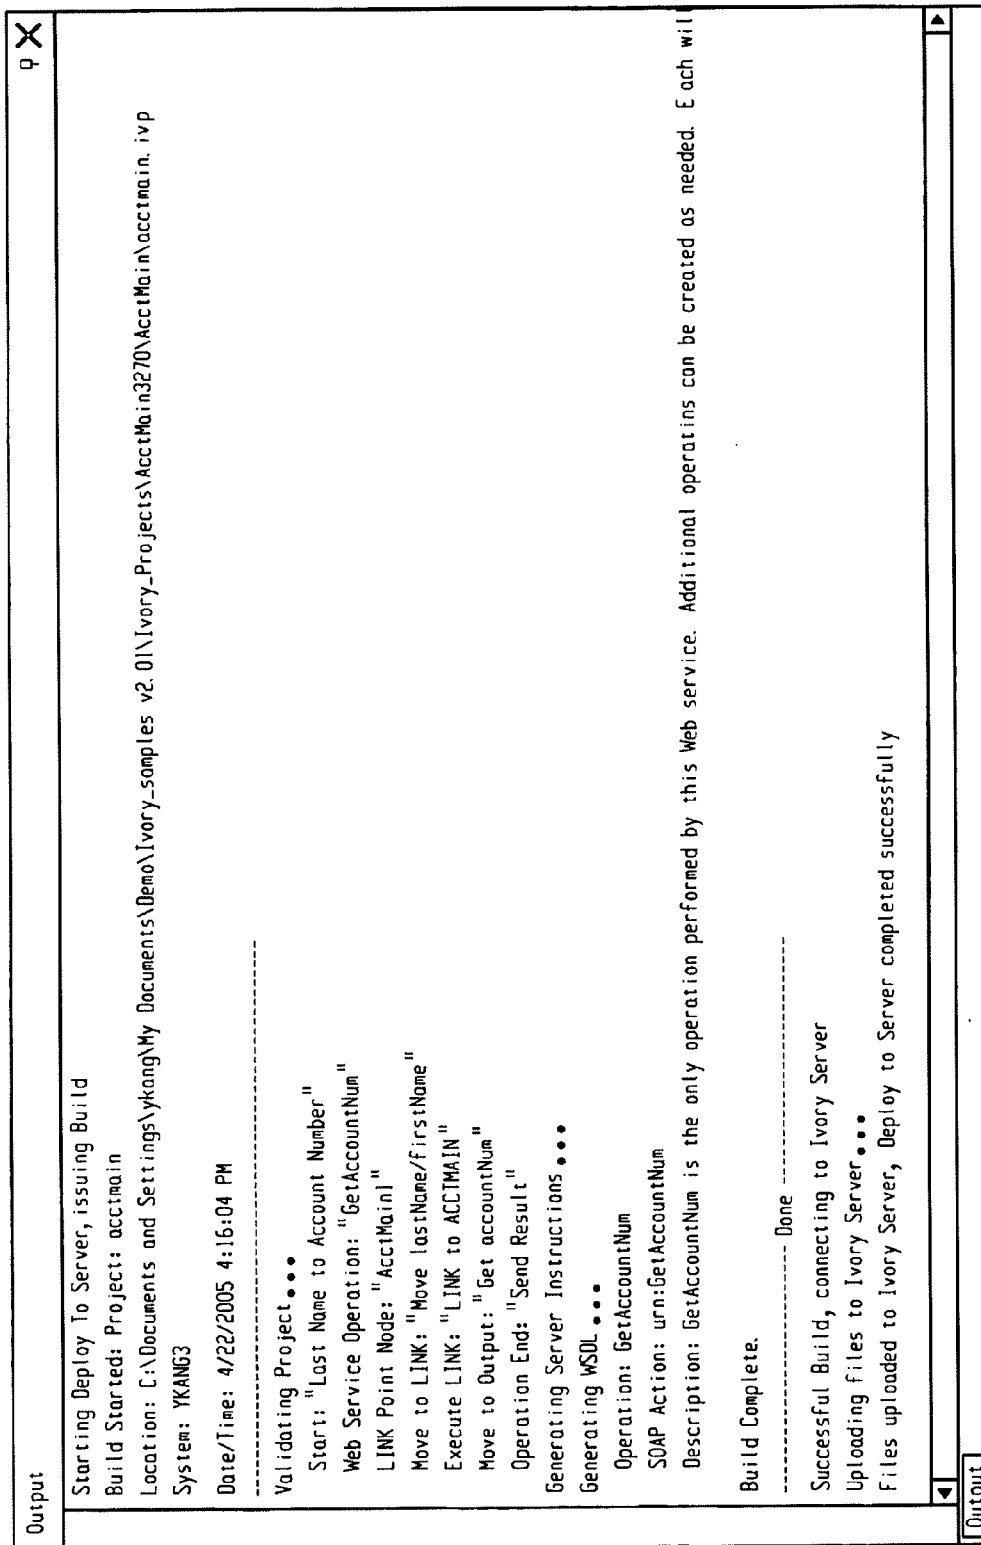 Output
Starting Deploy To Server, issuing Build
Build Started: Project: acctmain
Location: C:\Documents and Settings\ykang\My Documents\Demo\Ivory_samples v2.01\Ivory_Projects\AcctMain3270\AcctMain\acctmain.ivp
System: YKANG3
Date/Time: 4/22/2005 4:16:04 PM
--------------------------------------------------
Validating Project...
Start: "Last Name to Account Number"
Web Service Operation: "GetAccountNum"
LINK Point Node: "AcctMain1"
Move to LINK: "Move lastName/firstName"
Execute LINK: "LINK to ACCTMAIN"
Move to Output: "Get accountNum"
Operation End: "Send Result"
Generating Server Instructions...
Generating WSDL...
Operation: GetAccountNum
SOAP Action: urn:GetAccountNum
Description: GetAccountNum is the only operation performed by this Web service. Additional operatins can be created as needed. Each wil
Build Complete.
---------------------- Done ----------------------
Successful Build, connecting to Ivory Server
Uploading files to Ivory Server...
Files uploaded to Ivory Server, Deploy to Server completed successfully
Output